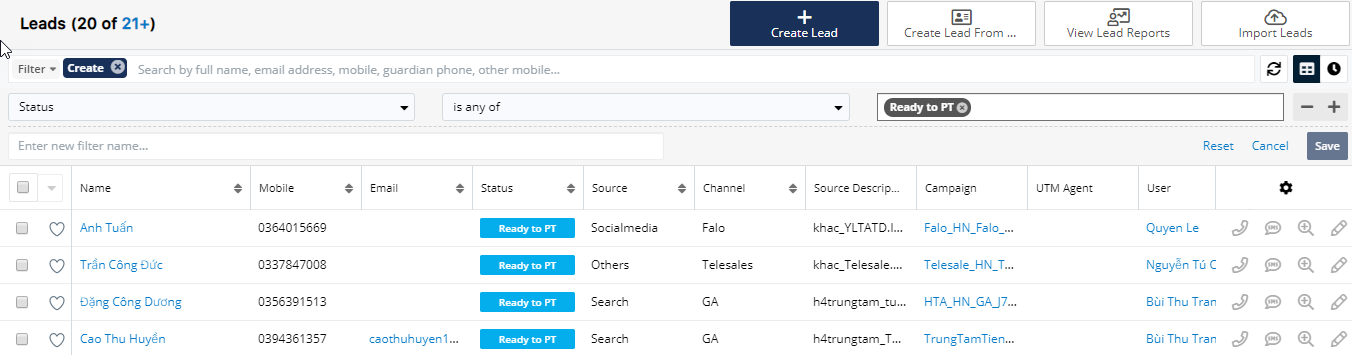 Leads (20 of 21+)
Create Lead
Create Lead From ...
View Lead Reports
Import Leads
Filter
Create
Search by full name, email address, mobile, guardian phone, other mobile...
Status
is any of
Ready to PT
Enter new filter name...
Reset
Cancel
Save
Name Mobile Email Status Source Channel Source Descrip... Campaign UTM Agent User
Anh Tuấn 0364015669 Ready to PT Socialmedia Falo khac_YLTATD.I... Falo_HN_Falo_... Quyen Le
SMS
Trần Công Đức 0337847008 Ready to PT Others Telesales khac_Telesale.... Telesale_HN_T... Nguyễn Tú C
SMS
Đặng Công Dương 0356391513 Ready to PT Search GA h4trungtam_tu... HTA_HN_GA_J7... Bùi Thu Tran
SMS
Cao Thu Huyền 0394361357 caothuhuyen1... Ready to PT Search GA h4trungtam_T... TrungTamTien... Bùi Thu Tran
SMS